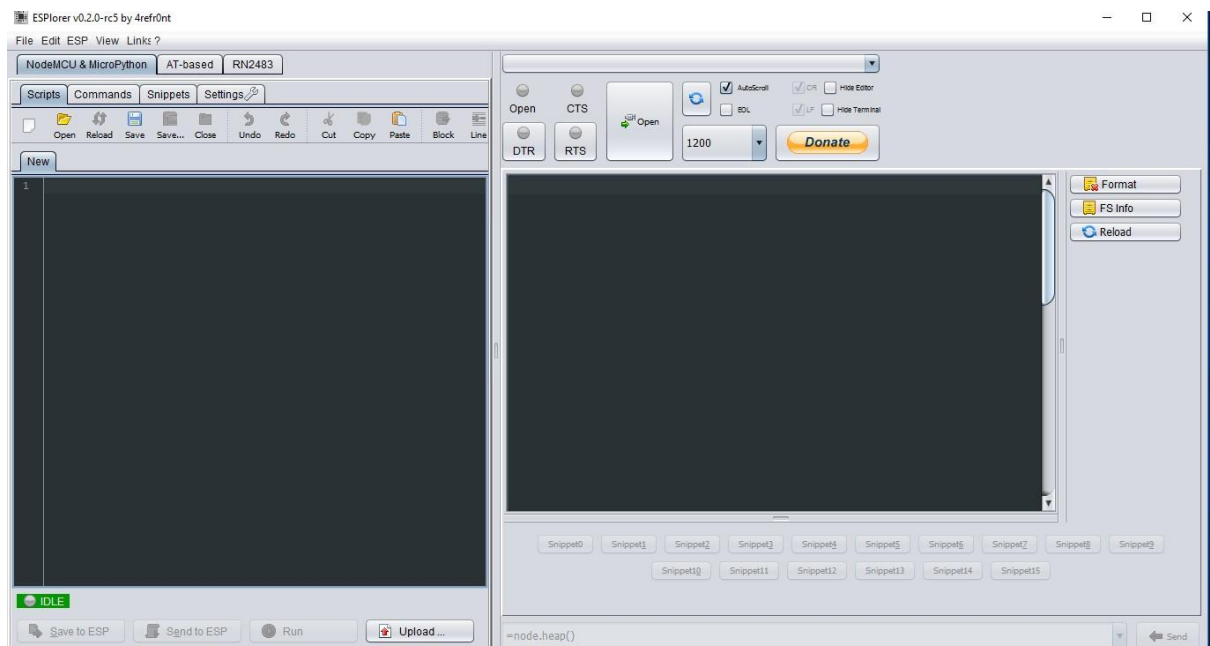 ESPlorer v0.2.0-rc5 by 4refr0nt
File Edit ESP View Links ?
NodeMCU & MicroPython AT-based RN2483
Scripts Commands Snippets Settings
Open Reload Save Save... Close Undo Redo Cut Copy Paste Block Line
New
1
IDLE
Save to ESP Send to ESP Run Upload ...
Open CTS
DTR RTS
Open
AutoScroll CR Hide Editor
EOL LF Hide Terminal
1200 Donate
Format
FS Info
Reload
Snippet0 Snippet1 Snippet2 Snippet3 Snippet4 Snippet5 Snippet6 Snippet7 Snippet8 Snippet9
Snippet10 Snippet11 Snippet12 Snippet13 Snippet14 Snippet15
=node.heap() Send